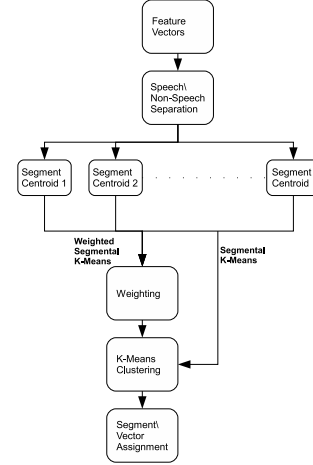 Feature
Vectors
Speech\
Non-Speech
Separation
Segment
Centroid 1
Segment
Centroid 2
. . . . . . . . . .
Segment
Centroid
Weighted
Segmental
K-Means
Segmental
K-Means
Weighting
K-Means
Clustering
Segment\
Vector
Assignment